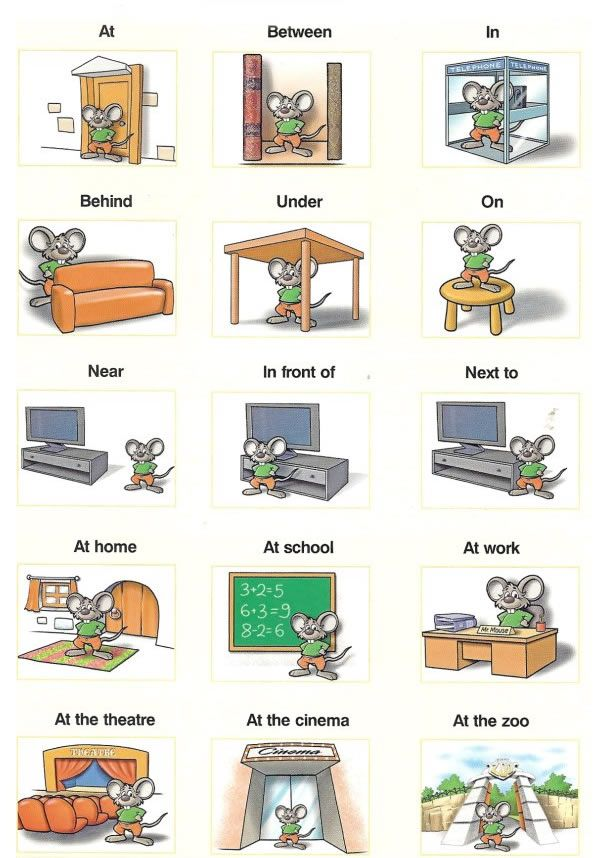 At
Between
In
TELEPHONE TELEPHONE
Behind
Under
On
Near
In front of
Next to
At home
At school
At work
3+2=5
6+3=9
8-2=6
Mr Mouse
At the theatre
At the cinema
At the zoo
THEATRE
Cinema